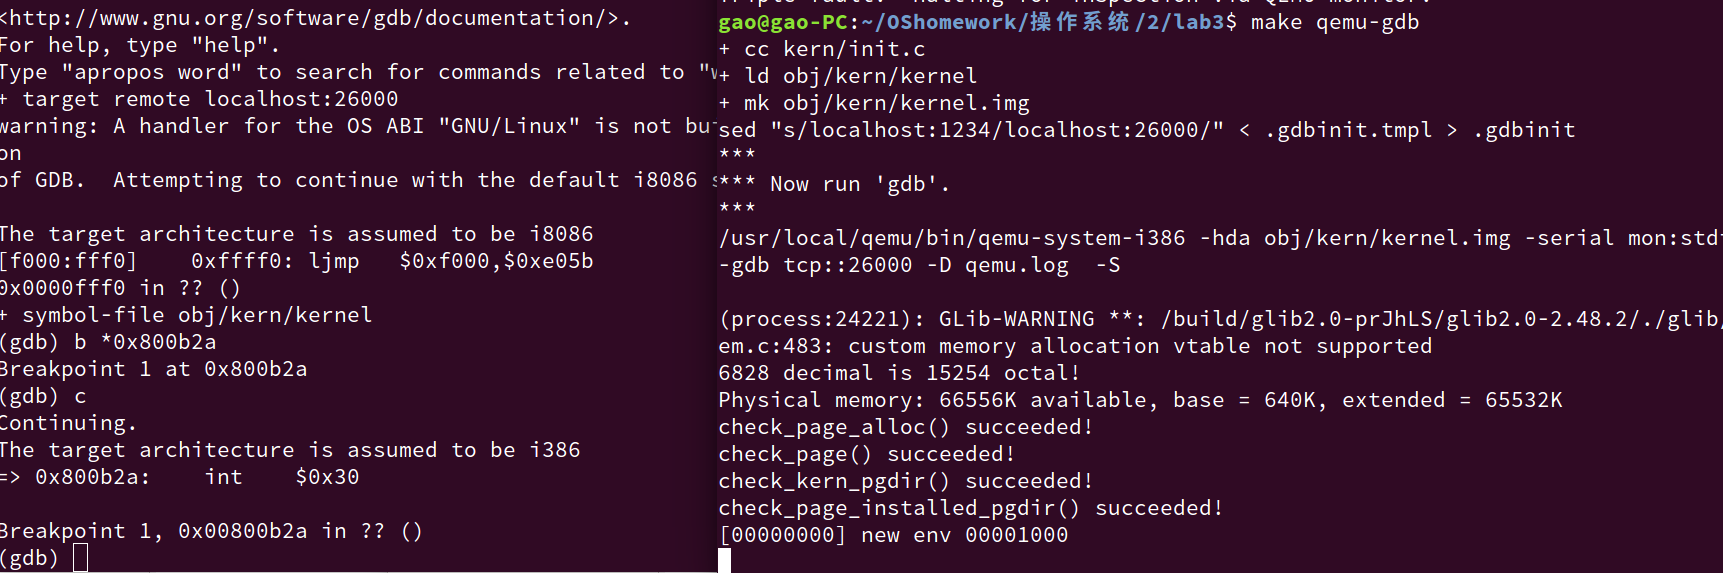 <http://www.gnu.org/software/gdb/documentation/>.
For help, type "help".
Type "apropos word" to search for commands related to "w
+ target remote localhost:26000
warning: A handler for the OS ABI "GNU/Linux" is not bu
on
of GDB.  Attempting to continue with the default i8086 s

The target architecture is assumed to be i8086
[f000:fff0]    0xffff0: ljmp   $0xf000,$0xe05b
0x0000fff0 in ?? ()
+ symbol-file obj/kern/kernel
(gdb) b *0x800b2a
Breakpoint 1 at 0x800b2a
(gdb) c
Continuing.
The target architecture is assumed to be i386
=> 0x800b2a:    int    $0x30

Breakpoint 1, 0x00800b2a in ?? ()
(gdb)
gao@gao-PC:~/OShomework/操作系统/2/lab3$ make qemu-gdb
+ cc kern/init.c
+ ld obj/kern/kernel
+ mk obj/kern/kernel.img
sed "s/localhost:1234/localhost:26000/" < .gdbinit.tmpl > .gdbinit
***
*** Now run 'gdb'.
***
/usr/local/qemu/bin/qemu-system-i386 -hda obj/kern/kernel.img -serial mon:std
-gdb tcp::26000 -D qemu.log  -S

(process:24221): GLib-WARNING **: /build/glib2.0-prJhLS/glib2.0-2.48.2/./glib/
em.c:483: custom memory allocation vtable not supported
6828 decimal is 15254 octal!
Physical memory: 66556K available, base = 640K, extended = 65532K
check_page_alloc() succeeded!
check_page() succeeded!
check_kern_pgdir() succeeded!
check_page_installed_pgdir() succeeded!
[00000000] new env 00001000